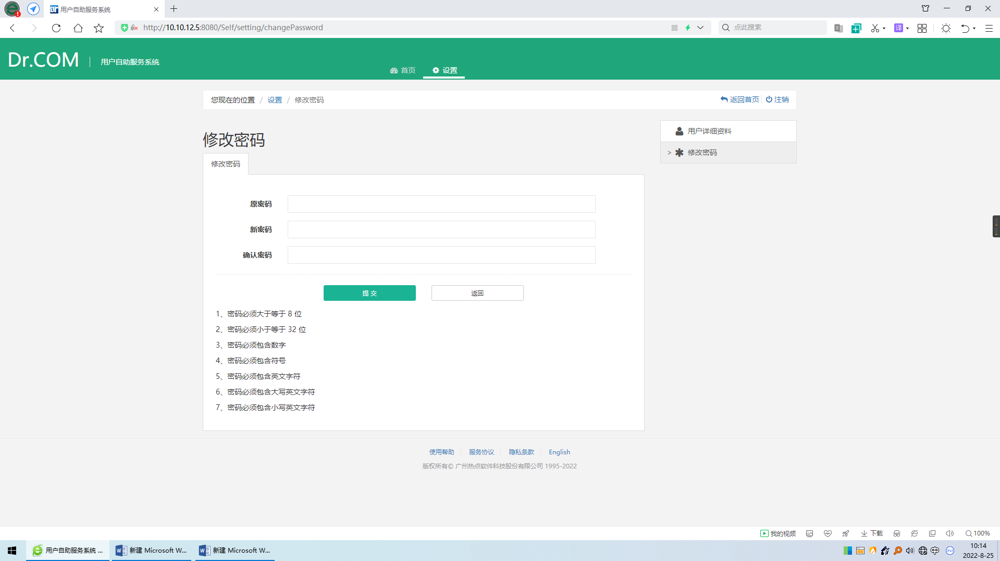 用户自助服务系统
http://10.10.12.5:8080/Self/setting/changePassword
点此搜索
译
Dr.COM
用户自助服务系统
首页
设置
您现在的位置 / 设置 / 修改密码
返回首页
注销
修改密码
用户详细资料
> 修改密码
修改密码
原密码
新密码
确认密码
提 交
返回
1、密码必须大于等于 8 位
2、密码必须小于等于 32 位
3、密码必须包含数字
4、密码必须包含符号
5、密码必须包含英文字符
6、密码必须包含大写英文字符
7、密码必须包含小写英文字符
使用帮助
服务协议
隐私条款
English
版权所有© 广州热点软件科技股份有限公司 1995-2022
我的视频
下载
100%
用户自助服务系统 ...
新建 Microsoft W...
新建 Microsoft W...
中
10:14
2022-8-25